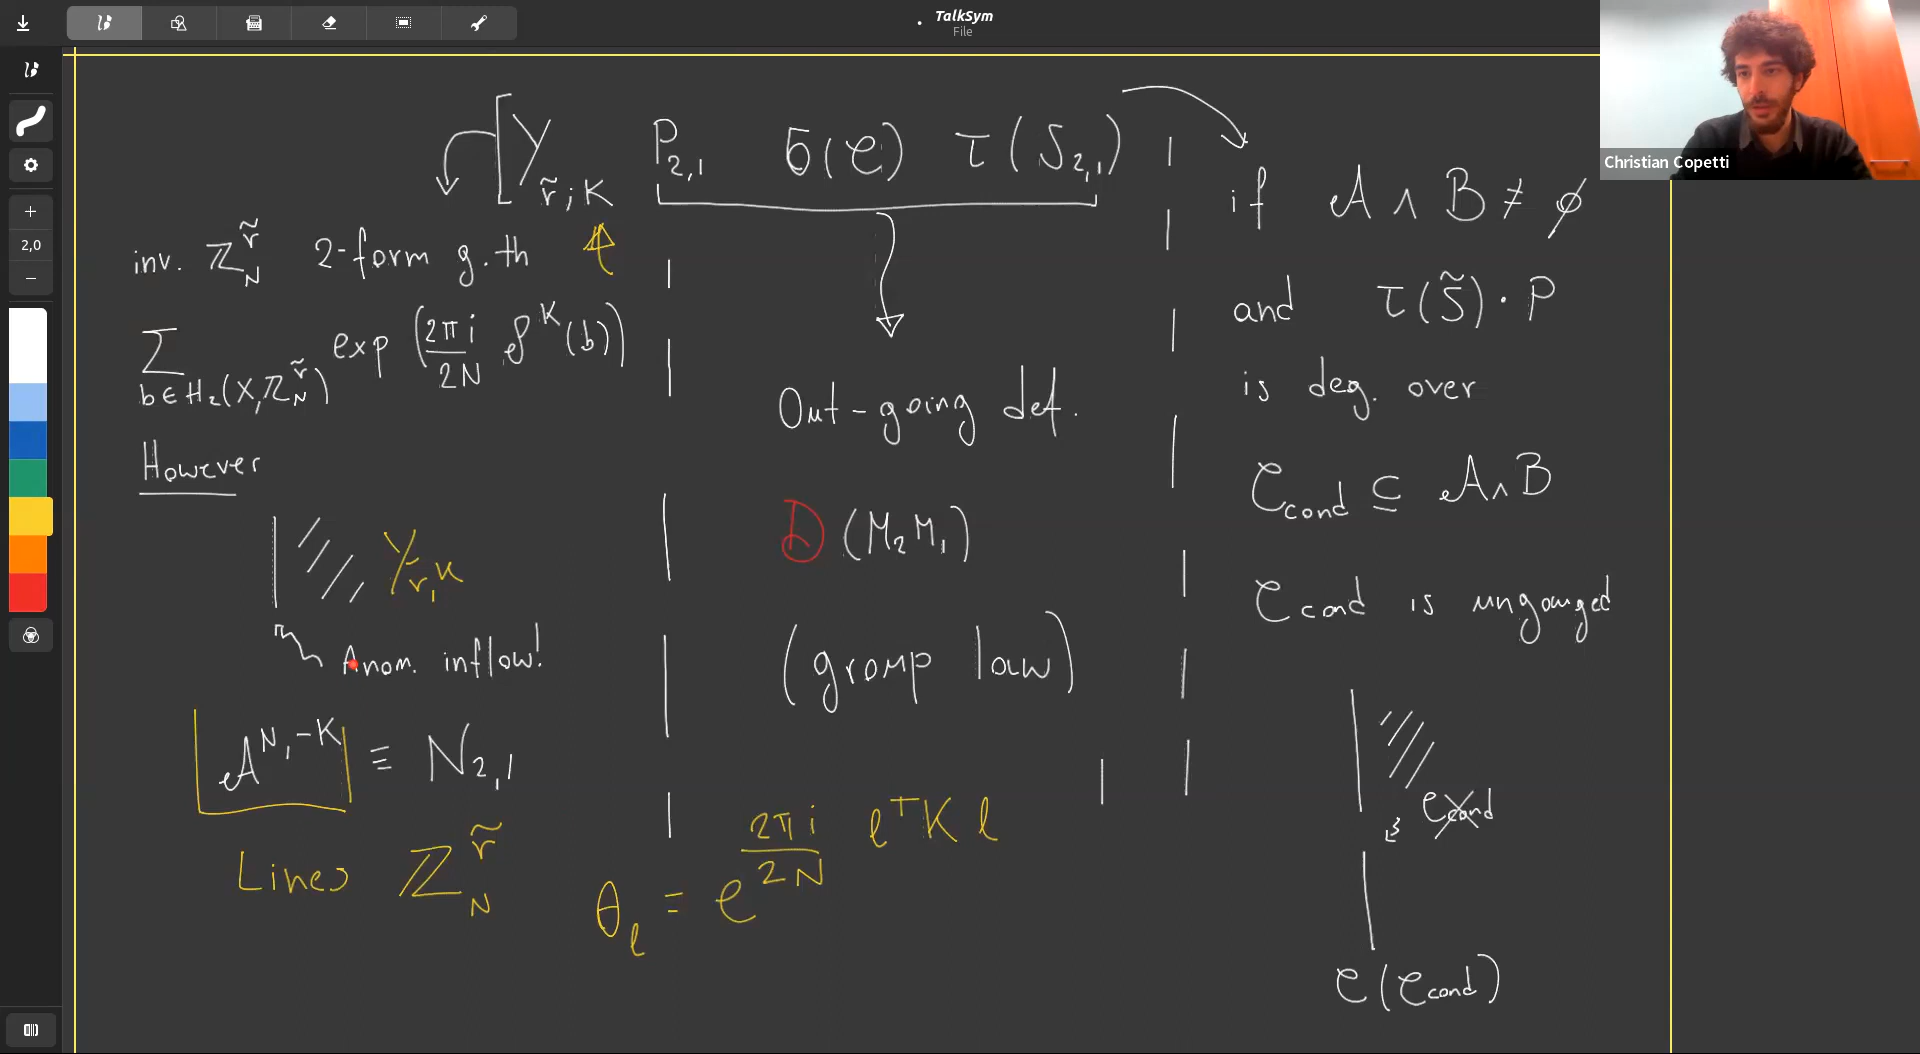 TalkSym
File
Christian Copetti
2,0
[Y_{r̃;K} P_{2,1} σ(C) τ(S_{2,1})
inv. ℤ_N^{r̃} 2-form g.th
∑_{b∈H_2(X,ℤ_N^{r̃})} exp (2πi/2N 𝒫^K(b))
However
Y_{r,K}
Anom. inflow!
A^{N,-K} ≡ N_{2,1}
Lines ℤ_N^{r̃}
θ_l = e^{2πi/2N l^T K l}
Out-going def.
D (M_2 M_1)
(group law)
if A ∧ B ≠ ∅
and τ(S̃)·P
is deg. over
C_cond ⊆ A∧B
C_cond is ungauged
C_cond
C(C_cond)